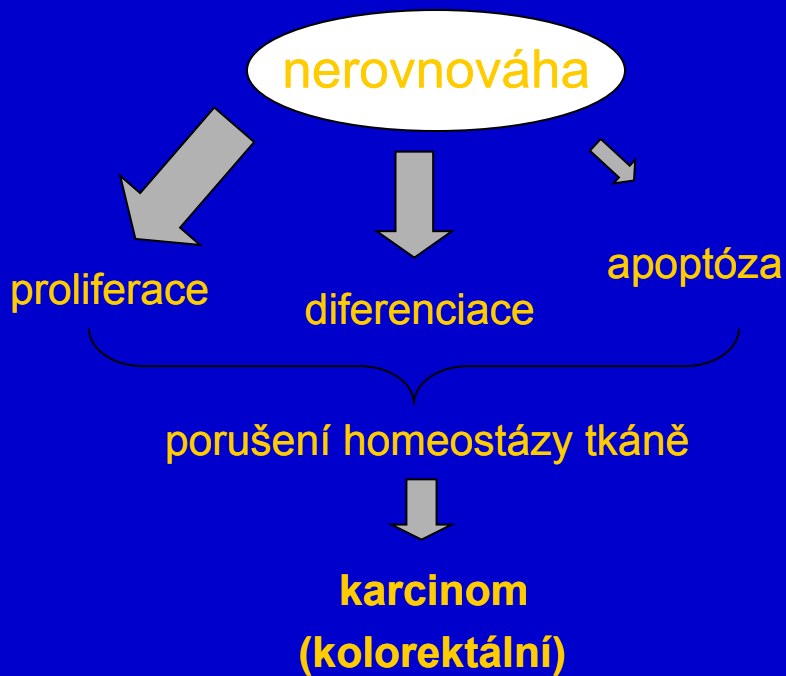 nerovnováha
proliferace
diferenciace
apoptóza
porušení homeostázy tkáně
karcinom
(kolorektální)